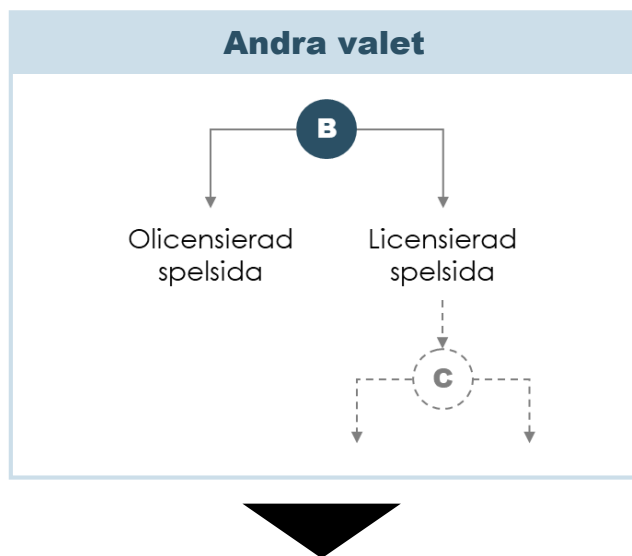 Andra valet
B
Olicensierad
spelsida
Licensierad
spelsida
C